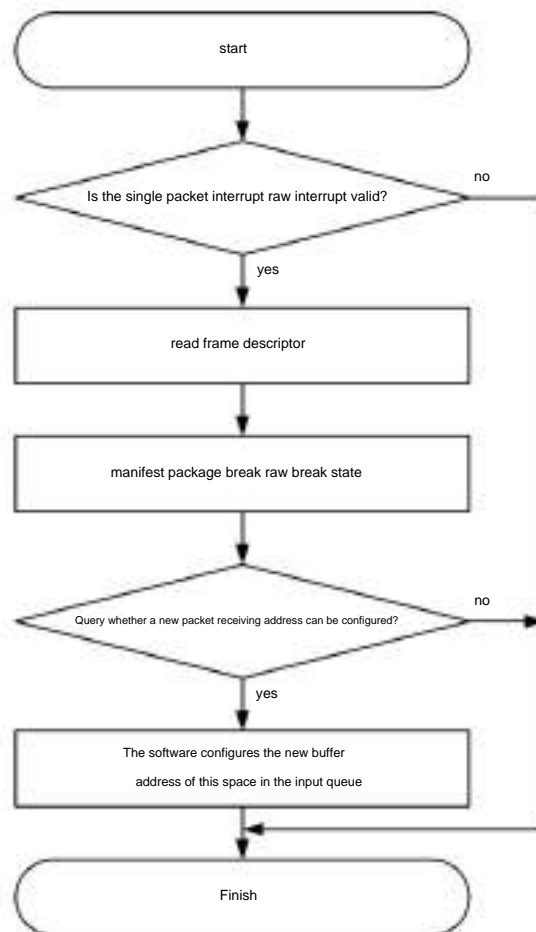 start
Is the single packet interrupt raw interrupt valid?
no
yes
read frame descriptor
manifest package break raw break state
Query whether a new packet receiving address can be configured?
no
yes
The software configures the new buffer
address of this space in the input queue
Finish